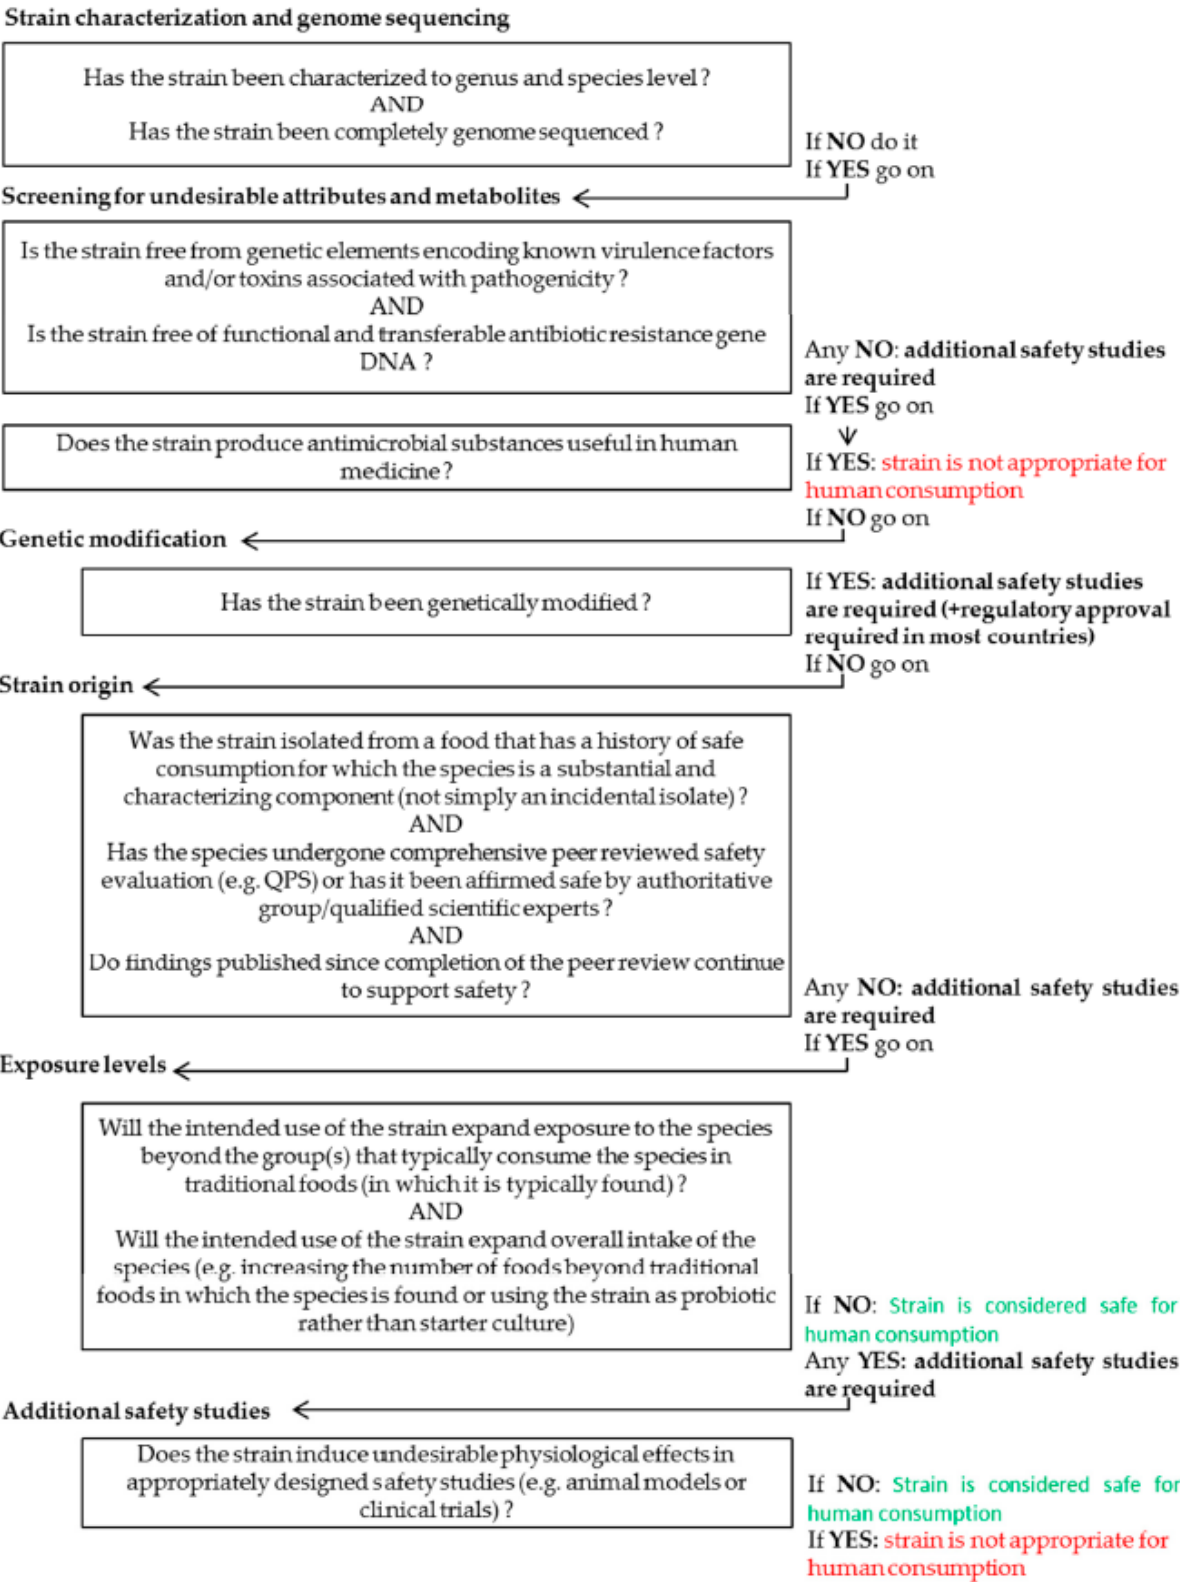 Strain characterization and genome sequencing
Has the strain been characterized to genus and species level ?
AND
Has the strain been completely genome sequenced ?
If NO do it
If YES go on
Screening for undesirable attributes and metabolites
Is the strain free from genetic elements encoding known virulence factors
and/or toxins associated with pathogenicity ?
AND
Is the strain free of functional and transferable antibiotic resistance gene
DNA ?
Any NO: additional safety studies
are required
If YES go on
Does the strain produce antimicrobial substances useful in human
medicine ?
If YES: strain is not appropriate for
human consumption
If NO go on
Genetic modification
Has the strain been genetically modified ?
If YES: additional safety studies
are required (+regulatory approval
required in most countries)
If NO go on
Strain origin
Was the strain isolated from a food that has a history of safe
consumption for which the species is a substantial and
characterizing component (not simply an incidental isolate) ?
AND
Has the species undergone comprehensive peer reviewed safety
evaluation (e.g. QPS) or has it been affirmed safe by authoritative
group/qualified scientific experts ?
AND
Do findings published since completion of the peer review continue
to support safety ?
Any NO: additional safety studies
are required
If YES go on
Exposure levels
Will the intended use of the strain expand exposure to the species
beyond the group(s) that typically consume the species in
traditional foods (in which it is typically found) ?
AND
Will the intended use of the strain expand overall intake of the
species (e.g. increasing the number of foods beyond traditional
foods in which the species is found or using the strain as probiotic
rather than starter culture)
If NO: Strain is considered safe for
human consumption
Any YES: additional safety studies
are required
Additional safety studies
Does the strain induce undesirable physiological effects in
appropriately designed safety studies (e.g. animal models or
clinical trials) ?
If NO: Strain is considered safe for
human consumption
If YES: strain is not appropriate for
human consumption